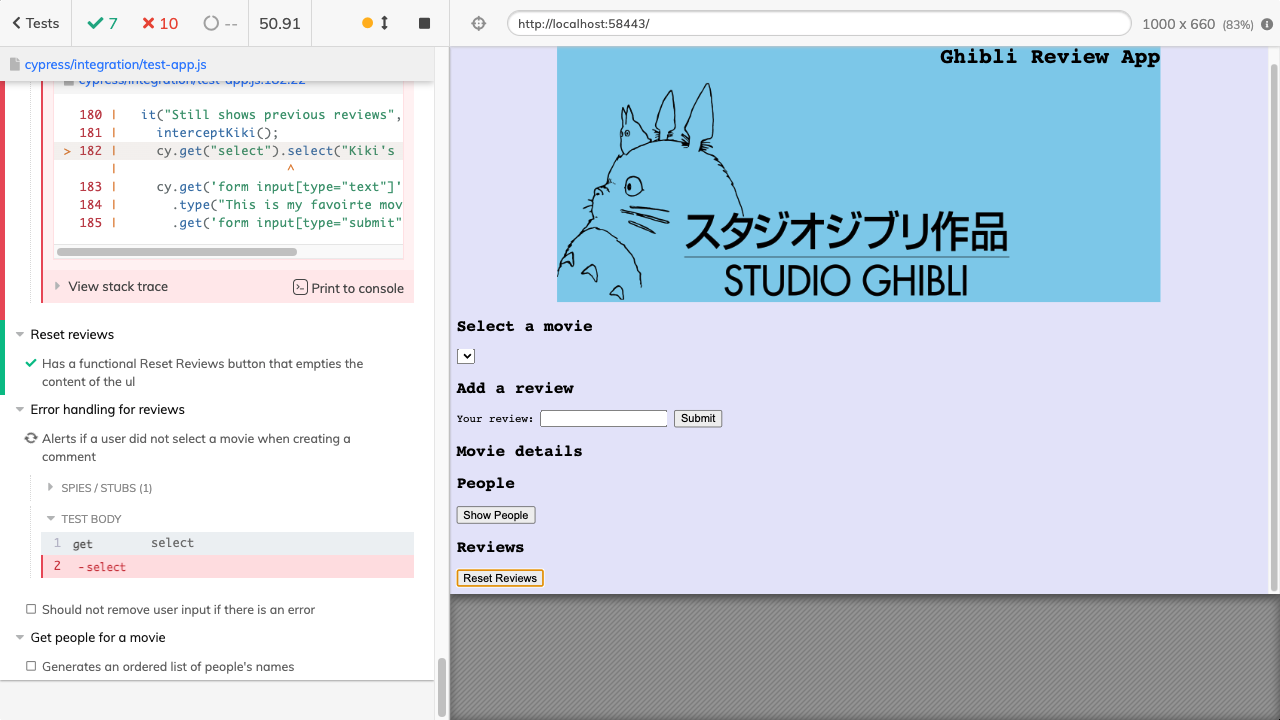 Tests
7
10
--
50.91
http://localhost:58443/
1000 x 660 (83%)
cypress/integration/test-app.js
cypress/integration/test-app.js:182:22
180 | it("Still shows previous reviews",
181 | interceptKiki();
> 182 | cy.get("select").select("Kiki's
| ^
183 | cy.get('form input[type="text"]'
184 | .type("This is my favoirte mov
185 | .get('form input[type="submit"
View stack trace
Print to console
Reset reviews
Has a functional Reset Reviews button that empties the
content of the ul
Error handling for reviews
Alerts if a user did not select a movie when creating a
comment
SPIES / STUBS (1)
TEST BODY
1 get select
2 -select
Should not remove user input if there is an error
Get people for a movie
Generates an ordered list of people's names
Ghibli Review App
スタジオジブリ作品
STUDIO GHIBLI
Select a movie
Add a review
Your review: Submit
Movie details
People
Show People
Reviews
Reset Reviews